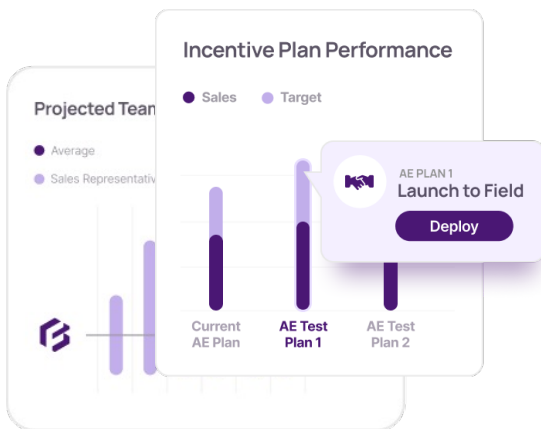 Incentive Plan Performance
Sales Target
Projected Team
Average
Sales
AE PLAN 1
Launch to Field
Deploy
Current
AE Plan
AE Test
Plan 1
AE Test
Plan 2